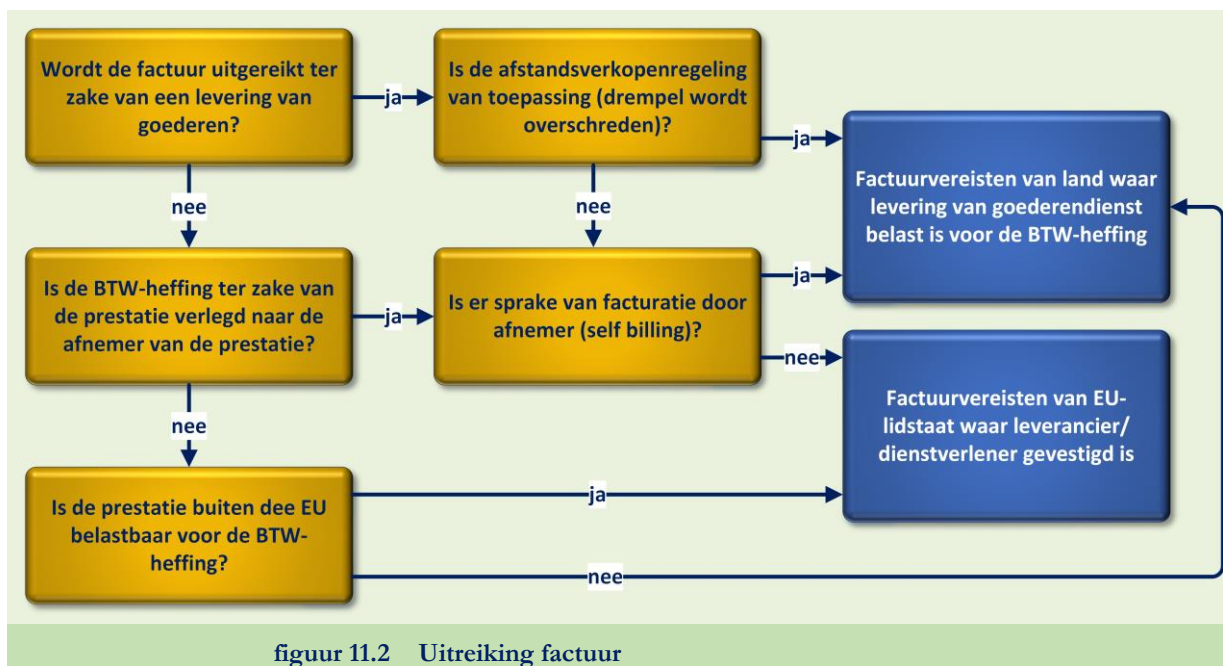 Wordt de factuur uitgereikt ter
zake van een levering van
goederen?
ja
Is de afstandsverkopenregeling
van toepassing (drempel wordt
overschreden)?
ja
Factuurvereisten van land waar
levering van goederendienst
belast is voor de BTW-heffing
nee
nee
Is de BTW-heffing ter zake van
de prestatie verlegd naar de
afnemer van de prestatie?
ja
Is er sprake van facturatie door
afnemer (self billing)?
ja
nee
Factuurvereisten van EU-
lidstaat waar leverancier/
dienstverlener gevestigd is
nee
Is de prestatie buiten dee EU
belastbaar voor de BTW-
heffing?
ja
nee
figuur 11.2 Uitreiking factuur